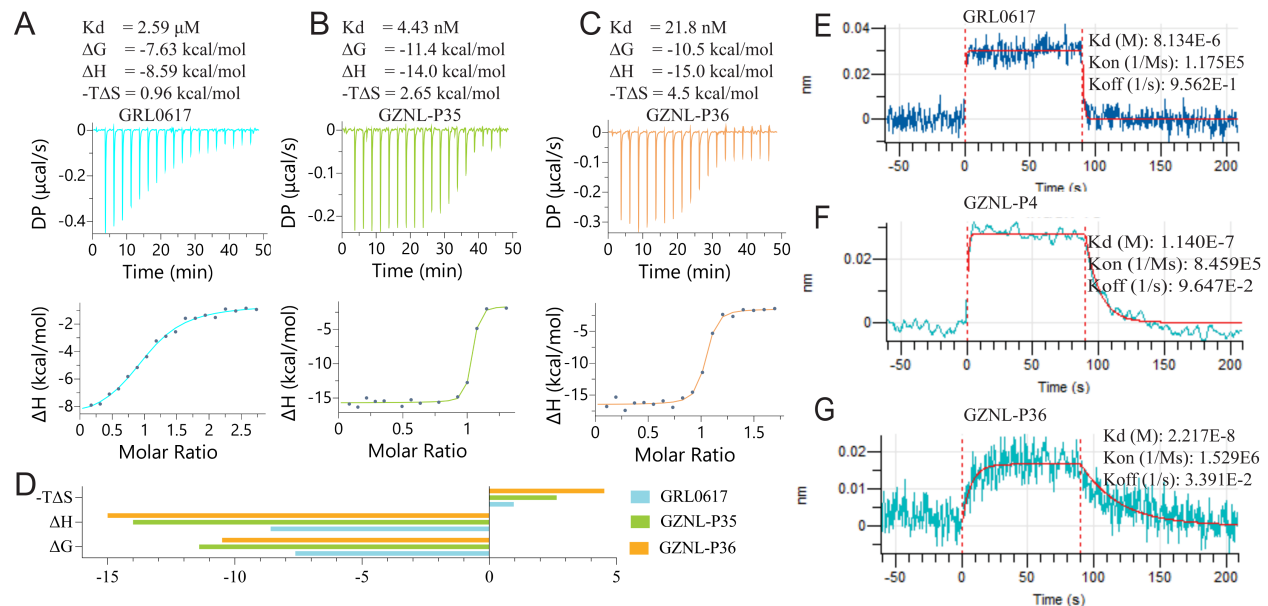 A
Kd = 2.59 μM
ΔG = -7.63 kcal/mol
ΔH = -8.59 kcal/mol
-TΔS = 0.96 kcal/mol
GRL0617
0
-0.2
-0.4
DP (μcal/s)
0 10 20 30 40 50
Time (min)
-2
-4
-6
-8
ΔH (kcal/mol)
0 0.5 1 1.5 2 2.5
Molar Ratio
B
Kd = 4.43 nM
ΔG = -11.4 kcal/mol
ΔH = -14.0 kcal/mol
-TΔS = 2.65 kcal/mol
GZNL-P35
0
-0.1
-0.2
DP (μcal/s)
0 10 20 30 40 50
Time (min)
-5
-10
-15
ΔH (kcal/mol)
0 0.5 1
Molar Ratio
C
Kd = 21.8 nM
ΔG = -10.5 kcal/mol
ΔH = -15.0 kcal/mol
-TΔS = 4.5 kcal/mol
GZNL-P36
0
-0.1
-0.2
-0.3
DP (μcal/s)
0 10 20 30 40 50
Time (min)
-5
-10
-15
ΔH (kcal/mol)
0 0.5 1 1.5
Molar Ratio
D
-TΔS
ΔH
ΔG
-15 -10 -5 0 5
GRL0617
GZNL-P35
GZNL-P36
E
GRL0617
Kd (M): 8.134E-6
Kon (1/Ms): 1.175E5
Koff (1/s): 9.562E-1
0.04
0.02
0
nm
-50 0 50 100 150 200
Time (s)
F
GZNL-P4
Kd (M): 1.140E-7
Kon (1/Ms): 8.459E5
Koff (1/s): 9.647E-2
0.02
0
nm
-50 0 50 100 150 200
Time (s)
G
GZNL-P36
Kd (M): 2.217E-8
Kon (1/Ms): 1.529E6
Koff (1/s): 3.391E-2
0.02
0.01
0
nm
-50 0 50 100 150 200
Time (s)